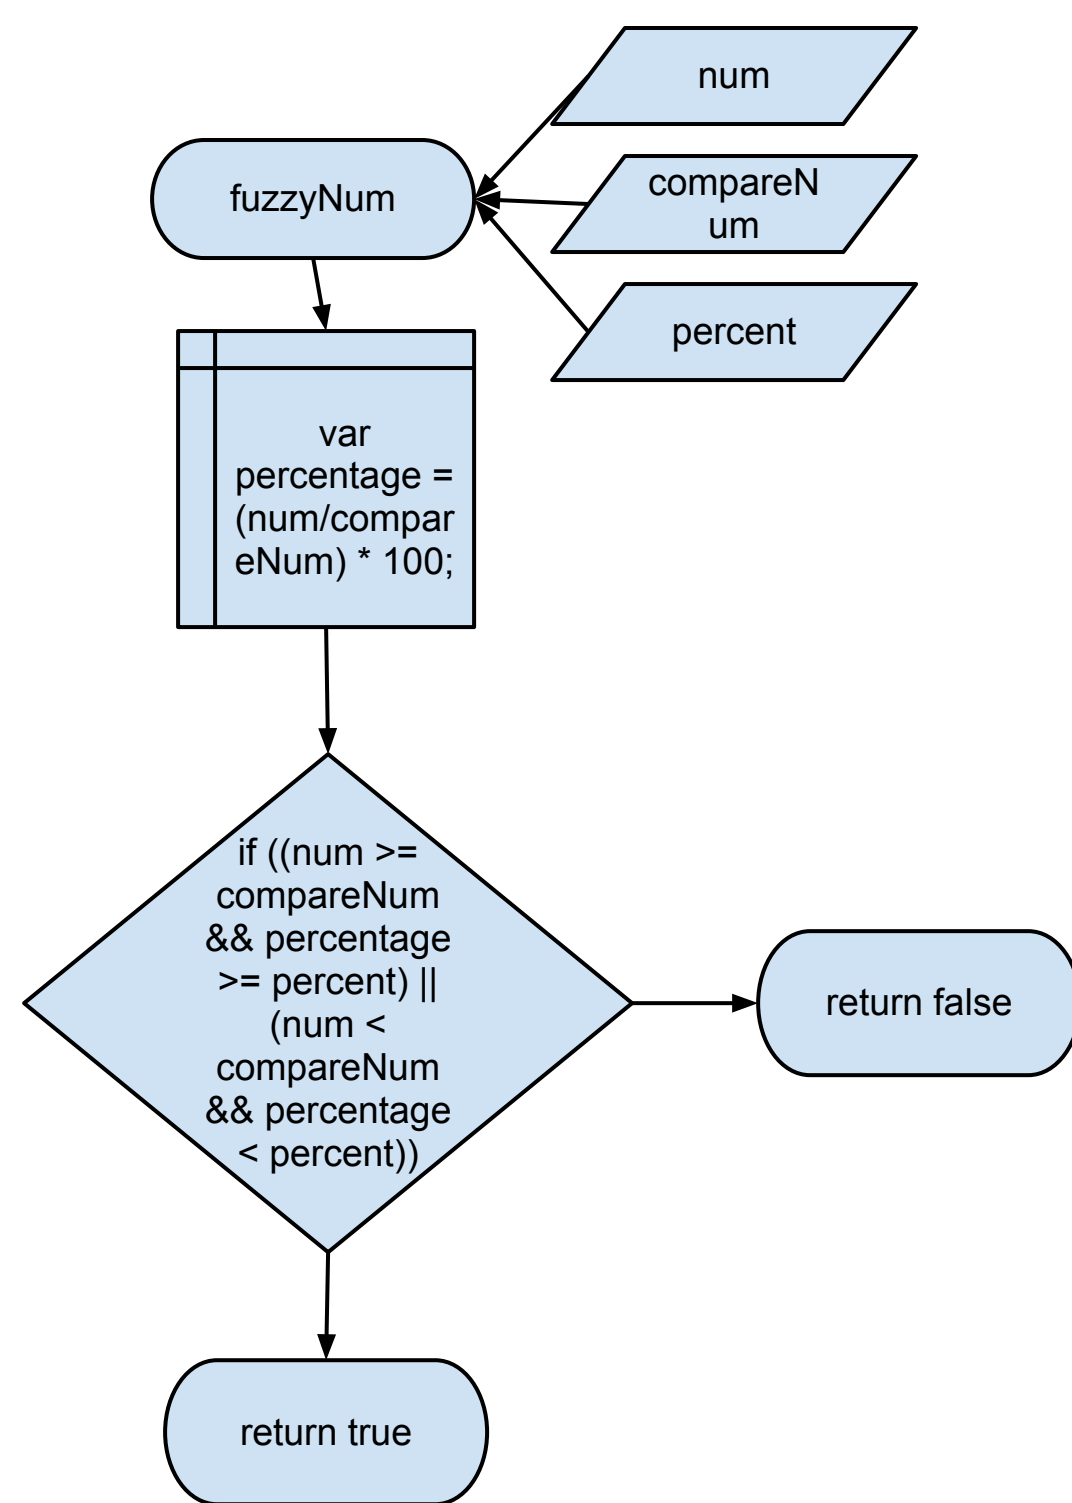 num
fuzzyNum
compareN
um
percent
var
percentage =
(num/compar
eNum) * 100;
if ((num >=
compareNum
&& percentage
>= percent) ||
(num <
compareNum
&& percentage
< percent))
return false
return true